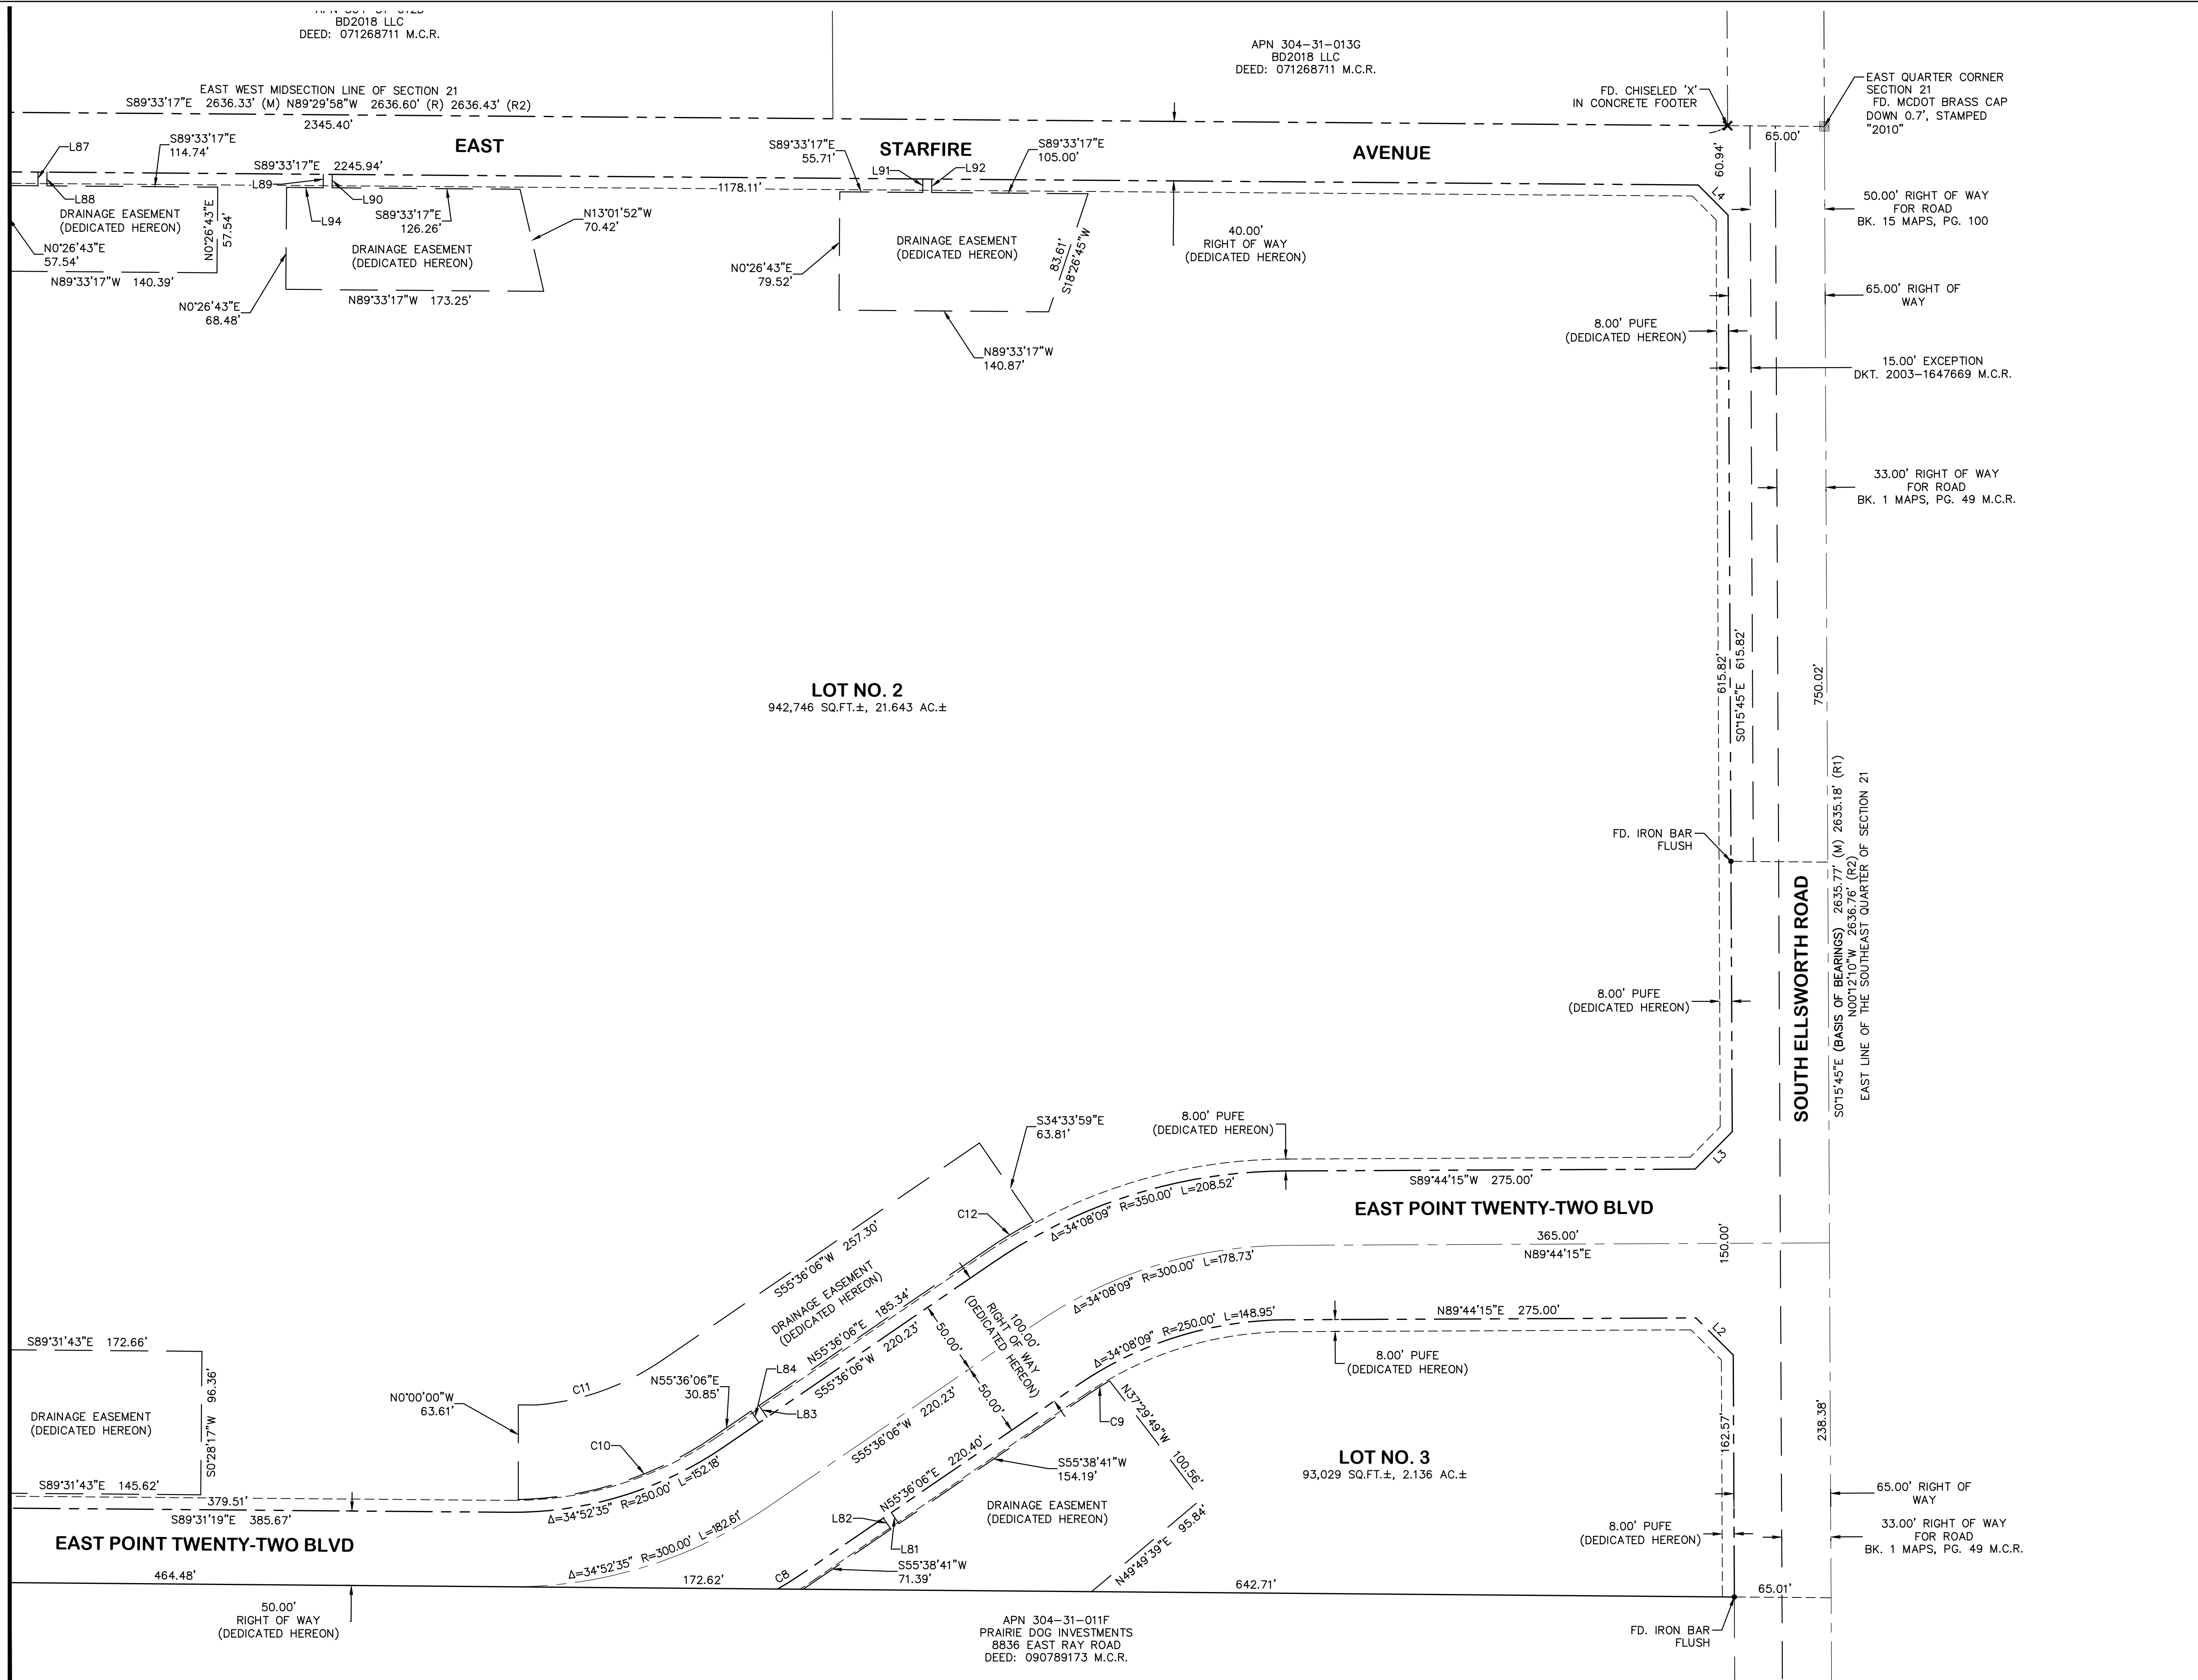 BD2018 LLC
DEED: 071268711 M.C.R.
APN 304-31-013G
BD2018 LLC
DEED: 071268711 M.C.R.
EAST WEST MIDSECTION LINE OF SECTION 21
S89°33'17"E 2636.33' (M) N89°29'58"W 2636.60' (R) 2636.43' (R2)
2345.40'
FD. CHISELED 'X'
IN CONCRETE FOOTER
EAST QUARTER CORNER
SECTION 21
FD. MCDOT BRASS CAP
DOWN 0.7', STAMPED
"2010"
65.00'
60.94'
EAST STARFIRE AVENUE
L87
S89°33'17"E
114.74'
S89°33'17"E 2245.94'
L88
L89
L90
L94
1178.11'
S89°33'17"E
55.71'
L91
L92
S89°33'17"E
105.00'
L4
DRAINAGE EASEMENT
(DEDICATED HEREON)
N0°26'43"E
57.54'
N0°26'43"E
57.54'
N89°33'17"W 140.39'
S89°33'17"E
126.26'
DRAINAGE EASEMENT
(DEDICATED HEREON)
N13°01'52"W
70.42'
N89°33'17"W 173.25'
N0°26'43"E
68.48'
N0°26'43"E
79.52'
DRAINAGE EASEMENT
(DEDICATED HEREON)
83.61'
S18°26'45"W
N89°33'17"W
140.87'
40.00'
RIGHT OF WAY
(DEDICATED HEREON)
50.00' RIGHT OF WAY
FOR ROAD
BK. 15 MAPS, PG. 100
65.00' RIGHT OF
WAY
8.00' PUFE
(DEDICATED HEREON)
15.00' EXCEPTION
DKT. 2003-1647669 M.C.R.
33.00' RIGHT OF WAY
FOR ROAD
BK. 1 MAPS, PG. 49 M.C.R.
LOT NO. 2
942,746 SQ.FT.±, 21.643 AC.±
615.82'
S0°15'45"E 615.82'
750.02'
FD. IRON BAR
FLUSH
SOUTH ELLSWORTH ROAD
S0°15'45"E (BASIS OF BEARINGS) 2635.77' (M) 2635.18' (R1)
N00°12'10"W 2636.76' (R2)
EAST LINE OF THE SOUTHEAST QUARTER OF SECTION 21
8.00' PUFE
(DEDICATED HEREON)
S34°33'59"E
63.81'
8.00' PUFE
(DEDICATED HEREON)
L3
S89°44'15"W 275.00'
Δ=34°08'09" R=350.00' L=208.52'
EAST POINT TWENTY-TWO BLVD
C12
S55°36'06"W 257.30'
DRAINAGE EASEMENT
(DEDICATED HEREON)
N55°36'06"E 185.34'
S55°36'06"W 220.23'
365.00'
N89°44'15"E
150.00'
Δ=34°08'09" R=300.00' L=178.73'
100.00'
RIGHT OF WAY
(DEDICATED HEREON)
50.00'
50.00'
N89°44'15"E 275.00'
Δ=34°08'09" R=250.00' L=148.95'
L2
S89°31'43"E 172.66'
S0°28'17"W 96.36'
DRAINAGE EASEMENT
(DEDICATED HEREON)
S89°31'43"E 145.62'
N0°00'00"W
63.61'
C11
N55°36'06"E
30.85'
L84
L83
C10
S55°36'06"W 220.23'
8.00' PUFE
(DEDICATED HEREON)
C9
N37°29'49"W 100.56'
LOT NO. 3
93,029 SQ.FT.±, 2.136 AC.±
162.57'
238.38'
379.51'
S89°31'19"E 385.67'
Δ=34°52'35" R=250.00' L=152.18'
N55°36'06"E 220.40'
S55°38'41"W
154.19'
DRAINAGE EASEMENT
(DEDICATED HEREON)
N49°49'39"E 95.84'
L82
L81
65.00' RIGHT OF
WAY
8.00' PUFE
(DEDICATED HEREON)
33.00' RIGHT OF WAY
FOR ROAD
BK. 1 MAPS, PG. 49 M.C.R.
EAST POINT TWENTY-TWO BLVD
Δ=34°52'35" R=300.00' L=182.61'
S55°38'41"W
71.39'
464.48'
172.62'
C8
642.71'
65.01'
50.00'
RIGHT OF WAY
(DEDICATED HEREON)
APN 304-31-011F
PRAIRIE DOG INVESTMENTS
8836 EAST RAY ROAD
DEED: 090789173 M.C.R.
FD. IRON BAR
FLUSH